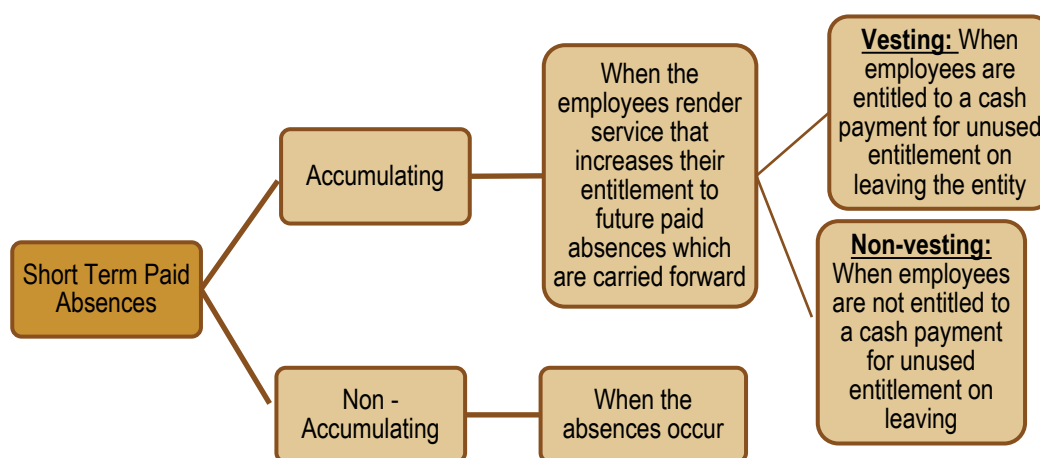 Short Term Paid
Absences
Accumulating
When the
employees render
service that
increases their
entitlement to
future paid
absences which
are carried forward
Vesting: When
employees are
entitled to a cash
payment for unused
entitlement on
leaving the entity
Non-vesting:
When employees
are not entitled to
a cash payment
for unused
entitlement on
leaving
Non -
Accumulating
When the
absences occur